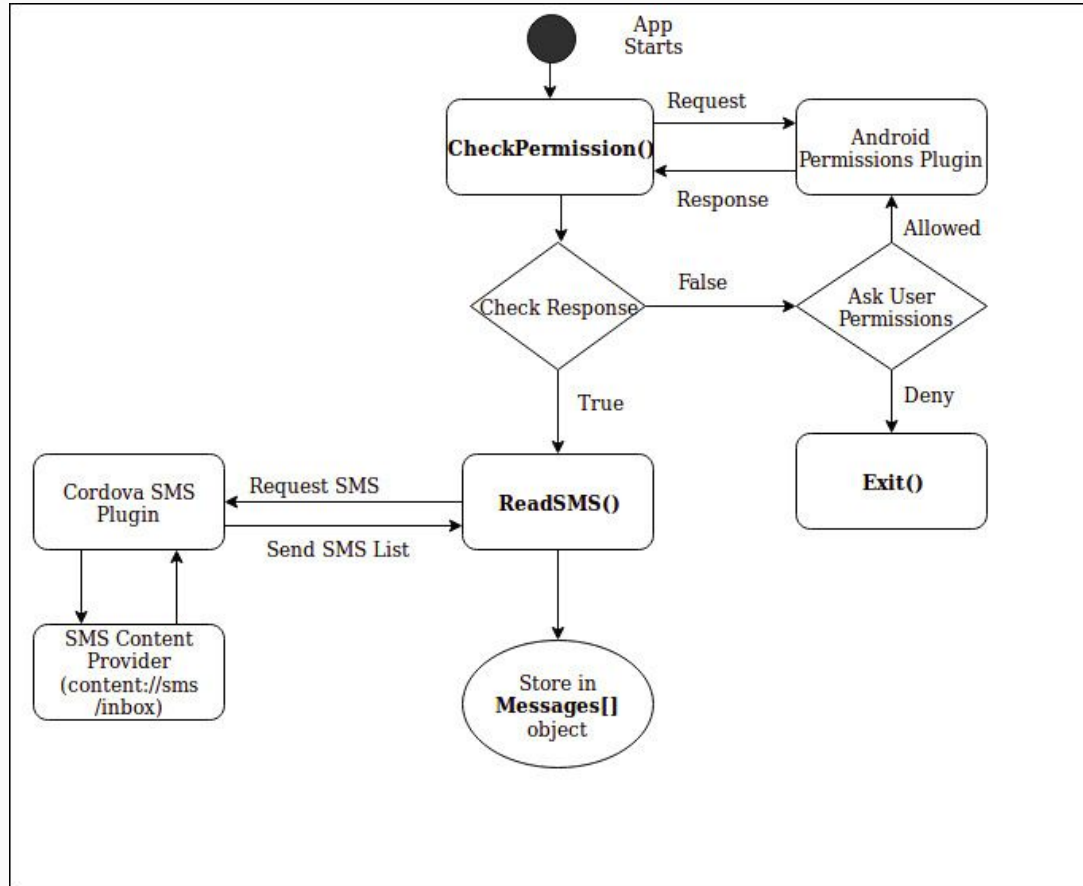 App
Starts
Request
CheckPermission()
Android
Permissions Plugin
Response
Allowed
Check Response
False
Ask User
Permissions
True
Deny
Cordova SMS
Plugin
Request SMS
ReadSMS()
Exit()
Send SMS List
SMS Content
Provider
(content://sms
/inbox)
Store in
Messages[]
object